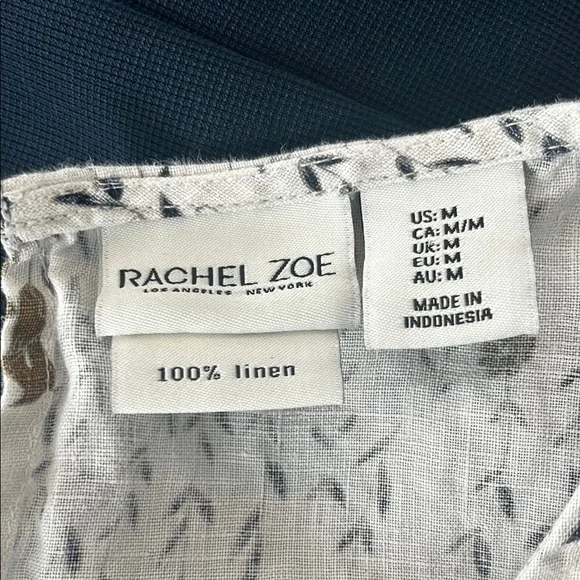 RACHEL ZOE
LOS ANGELES NEW YORK
100% linen
US: M
CA: M/M
UK: M
EU: M
AU: M
MADE IN
INDONESIA